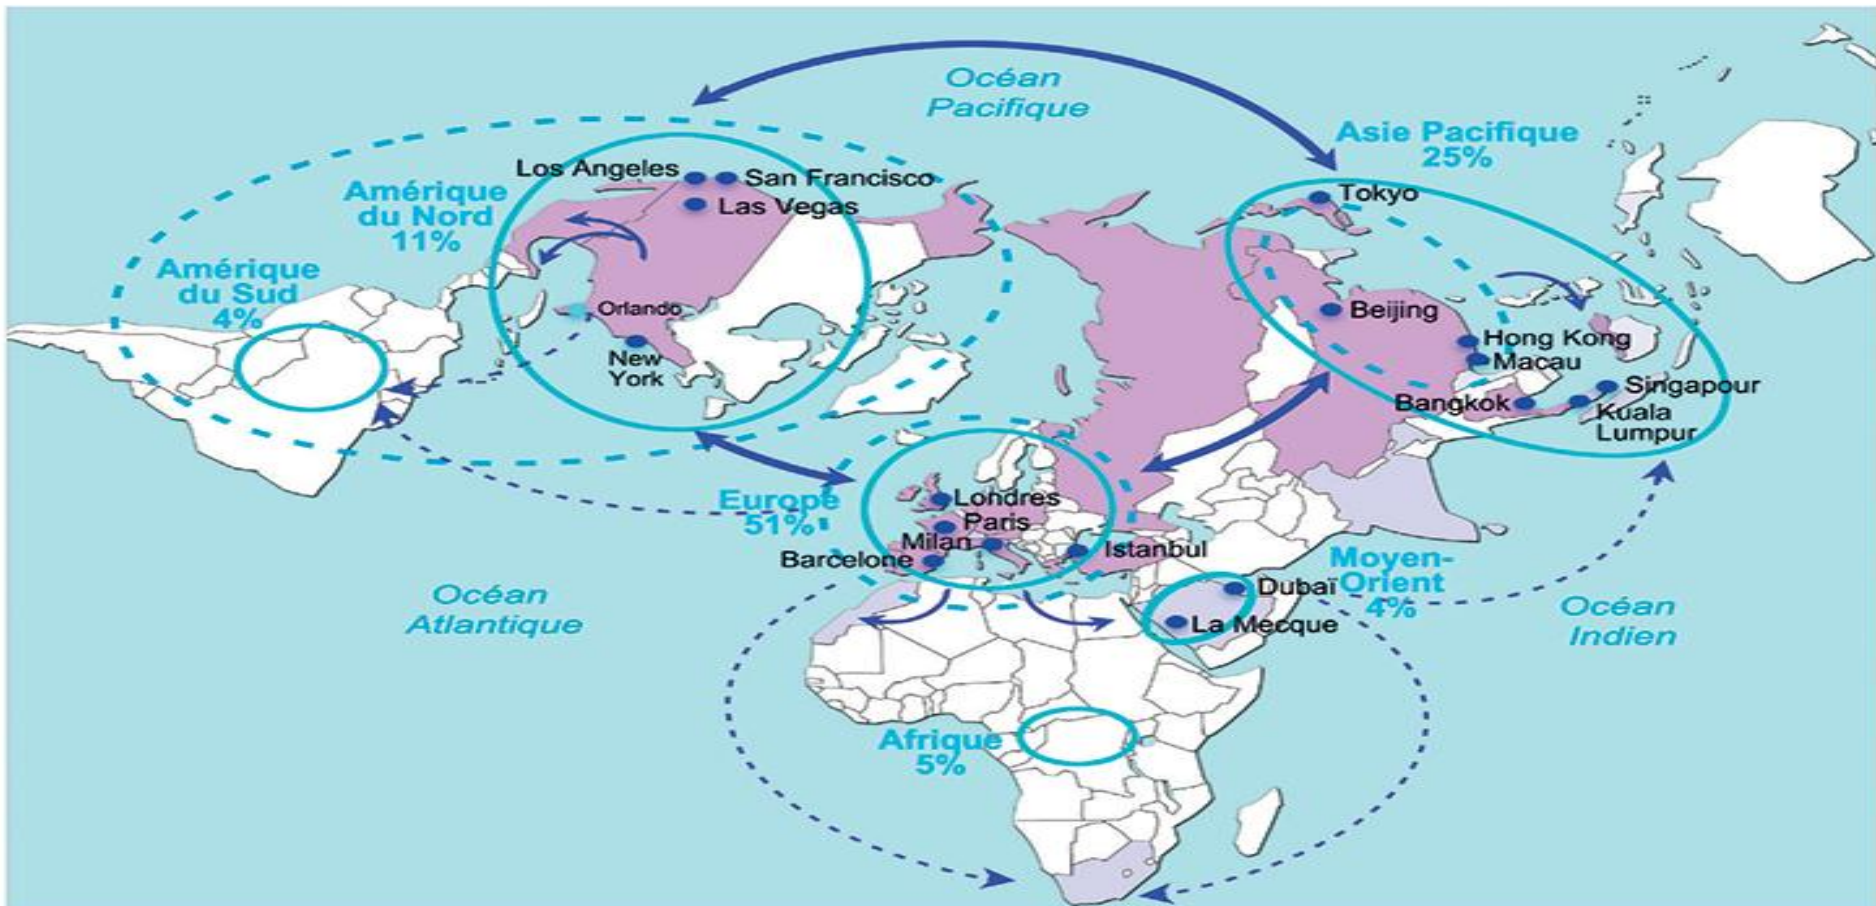 Océan
Pacifique
Asie Pacifique
25%
Los Angeles
San Francisco
Las Vegas
Tokyo
Amérique
du Nord
11%
Amérique
du Sud
4%
Orlando
New
York
Beijing
Hong Kong
Macau
Singapour
Bangkok
Kuala
Lumpur
Europe
51%
Londres
Paris
Milan
Barcelone
Istanbul
Moyen-
Orient
4%
Dubaï
La Mecque
Océan
Atlantique
Océan
Indien
Afrique
5%